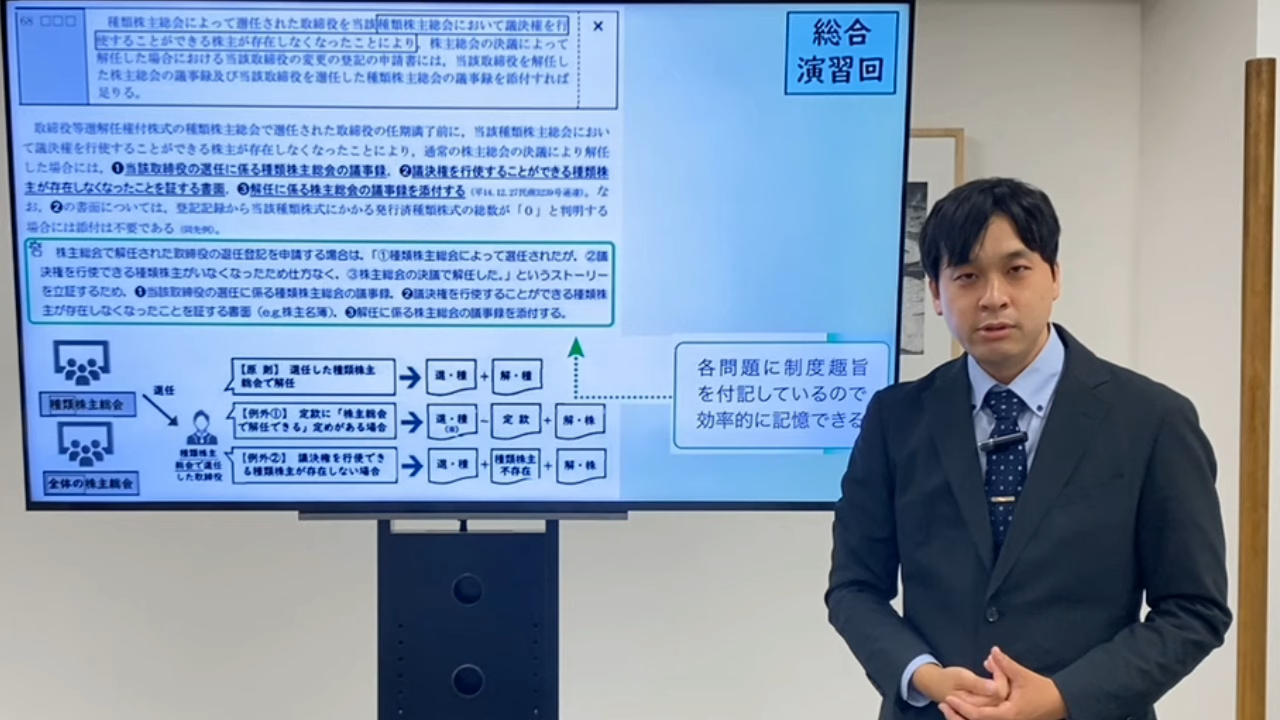 68 □□□
種類株主総会によって選任された取締役を当該種類株主総会において議決権を行
使することができる株主が存在しなくなったことにより、株主総会の決議によって
解任した場合における当該取締役の変更の登記の申請書には、当該取締役を解任し
た株主総会の議事録及び当該取締役を選任した種類株主総会の議事録を添付すれば
足りる。
×
総合
演習回
取締役等選解任権付株式の種類株主総会で選任された取締役の任期満了前に、当該種類株主総会におい
て議決権を行使することができる株主が存在しなくなったことにより、通常の株主総会の決議により解任
した場合には、❶当該取締役の選任に係る種類株主総会の議事録、❷議決権を行使することができる種類株
主が存在しなくなったことを証する書面、❸解任に係る株主総会の議事録を添付する(平14.12.27民商3239号通達)。な
お、❷の書面については、登記記録から当該種類株式にかかる発行済種類株式の総数が「0」と判明する
場合には添付は不要である(同先例)。
株主総会で解任された取締役の退任登記を申請する場合は、「①種類株主総会によって選任されたが、②議
決権を行使できる種類株主がいなくなったため仕方なく、③株主総会の決議で解任した。」というストーリー
を立証するため、❶当該取締役の選任に係る種類株主総会の議事録、❷議決権を行使することができる種類株
主が存在しなくなったことを証する書面(e.g.株主名簿)、❸解任に係る株主総会の議事録を添付する。
種類株主総会
全体の株主総会
選任
種類株主
総会で選任
した取締役
【原 則】 選任した種類株主
総会で解任
選・種 + 解・種
【例外①】 定款に「株主総会
で解任できる」定めがある場合
選・種 定 款 + 解・株
【例外②】 議決権を行使でき
る種類株主が存在しない場合
選・種 + 種類株主
不存在 + 解・株
各問題に制度趣旨
を付記しているので
効率的に記憶できる